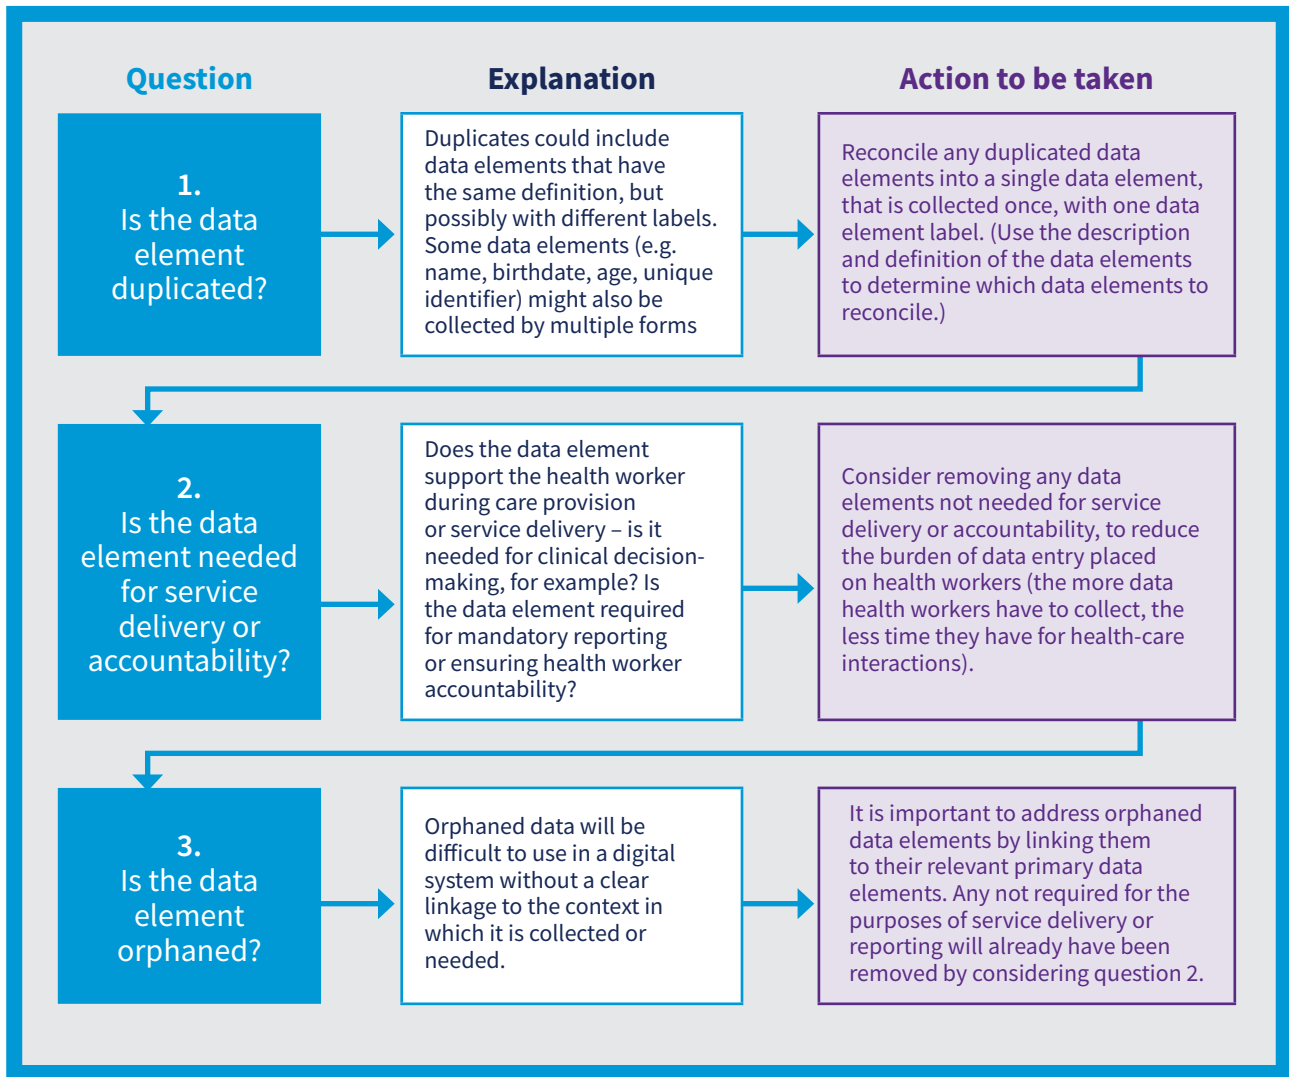 Question
Explanation
Action to be taken
1.
Is the data
element
duplicated?
Duplicates could include
data elements that have
the same definition, but
possibly with different labels.
Some data elements (e.g.
name, birthdate, age, unique
identifier) might also be
collected by multiple forms
Reconcile any duplicated data
elements into a single data element,
that is collected once, with one data
element label. (Use the description
and definition of the data elements
to determine which data elements to
reconcile.)
2.
Is the data
element needed
for service
delivery or
accountability?
Does the data element
support the health worker
during care provision
or service delivery – is it
needed for clinical decision-
making, for example? Is
the data element required
for mandatory reporting
or ensuring health worker
accountability?
Consider removing any data
elements not needed for service
delivery or accountability, to reduce
the burden of data entry placed
on health workers (the more data
health workers have to collect, the
less time they have for health-care
interactions).
3.
Is the data
element
orphaned?
Orphaned data will be
difficult to use in a digital
system without a clear
linkage to the context in
which it is collected or
needed.
It is important to address orphaned
data elements by linking them
to their relevant primary data
elements. Any not required for the
purposes of service delivery or
reporting will already have been
removed by considering question 2.